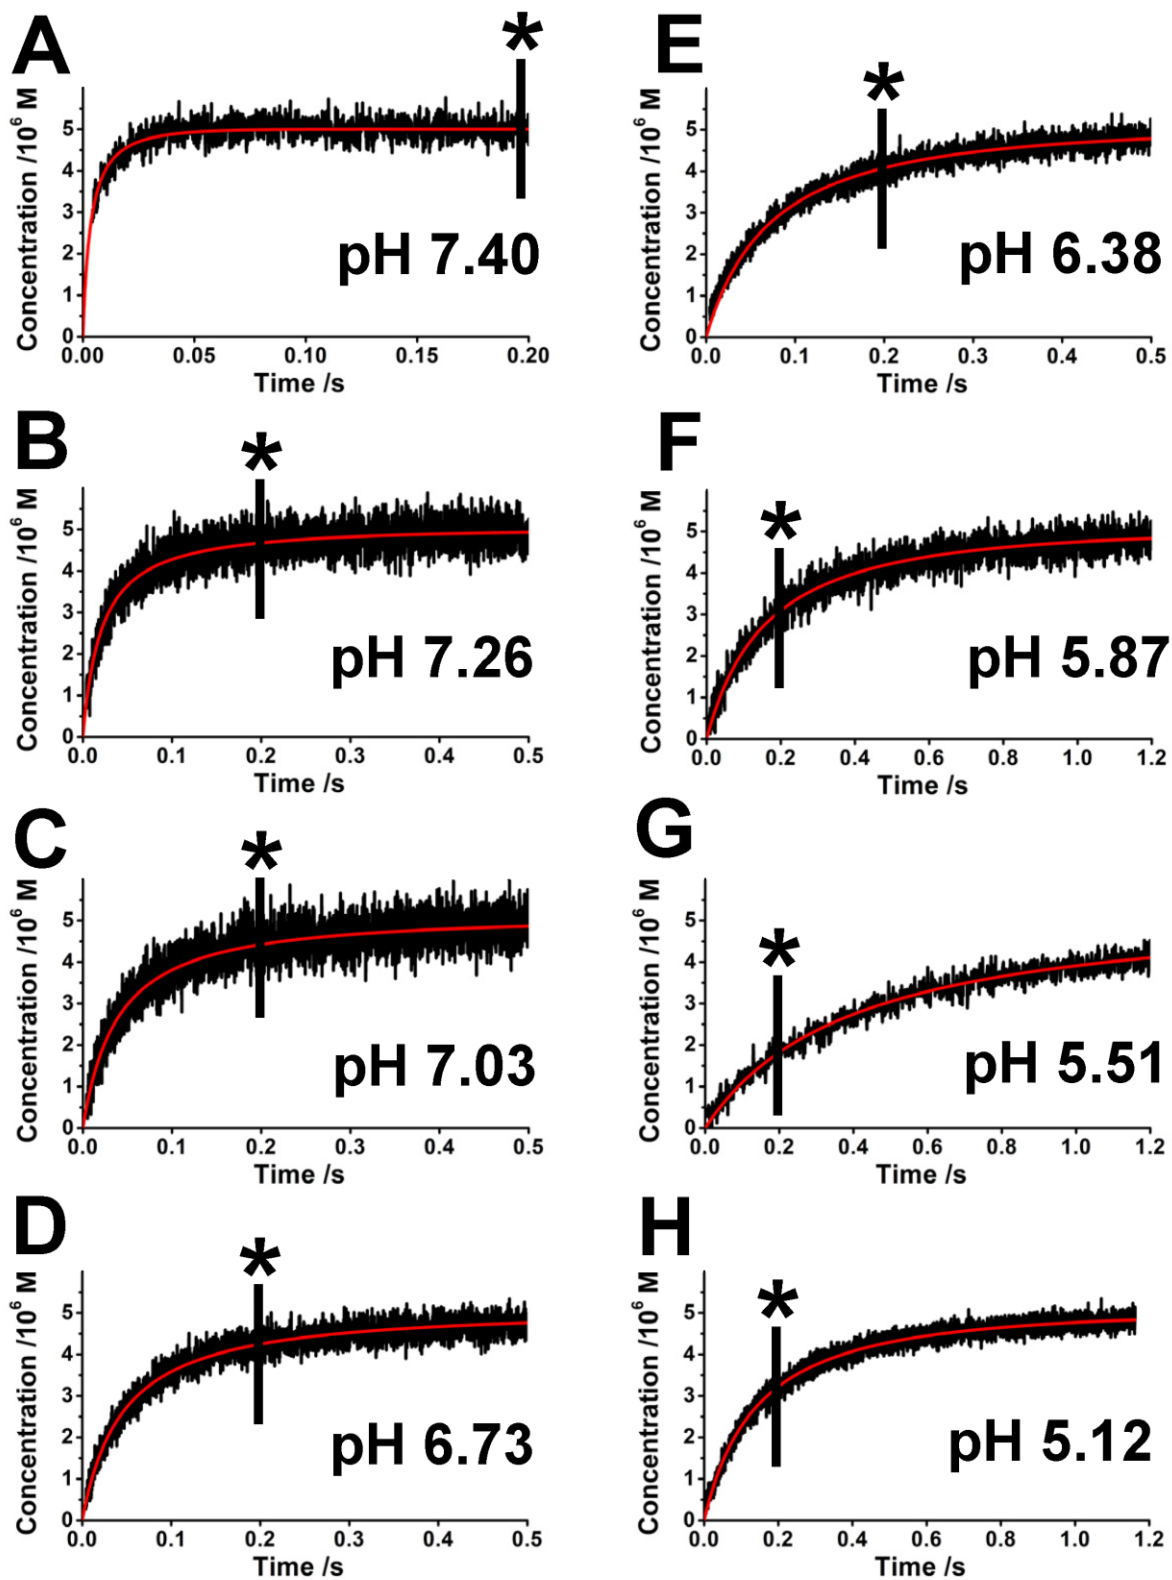 A
*
Concentration /10⁶ M
5
4
3
2
1
0
pH 7.40
0.00 0.05 0.10 0.15 0.20
Time /s
B
*
Concentration /10⁶ M
5
4
3
2
1
0
pH 7.26
0.0 0.1 0.2 0.3 0.4 0.5
Time /s
C
*
Concentration /10⁶ M
5
4
3
2
1
0
pH 7.03
0.0 0.1 0.2 0.3 0.4 0.5
Time /s
D
*
Concentration /10⁶ M
5
4
3
2
1
0
pH 6.73
0.0 0.1 0.2 0.3 0.4 0.5
Time /s
E
*
Concentration /10⁶ M
5
4
3
2
1
0
pH 6.38
0.0 0.1 0.2 0.3 0.4 0.5
Time /s
F
*
Concentration /10⁶ M
5
4
3
2
1
0
pH 5.87
0.0 0.2 0.4 0.6 0.8 1.0 1.2
Time /s
G
*
Concentration /10⁶ M
5
4
3
2
1
0
pH 5.51
0.0 0.2 0.4 0.6 0.8 1.0 1.2
Time /s
H
*
Concentration /10⁶ M
5
4
3
2
1
0
pH 5.12
0.0 0.2 0.4 0.6 0.8 1.0 1.2
Time /s